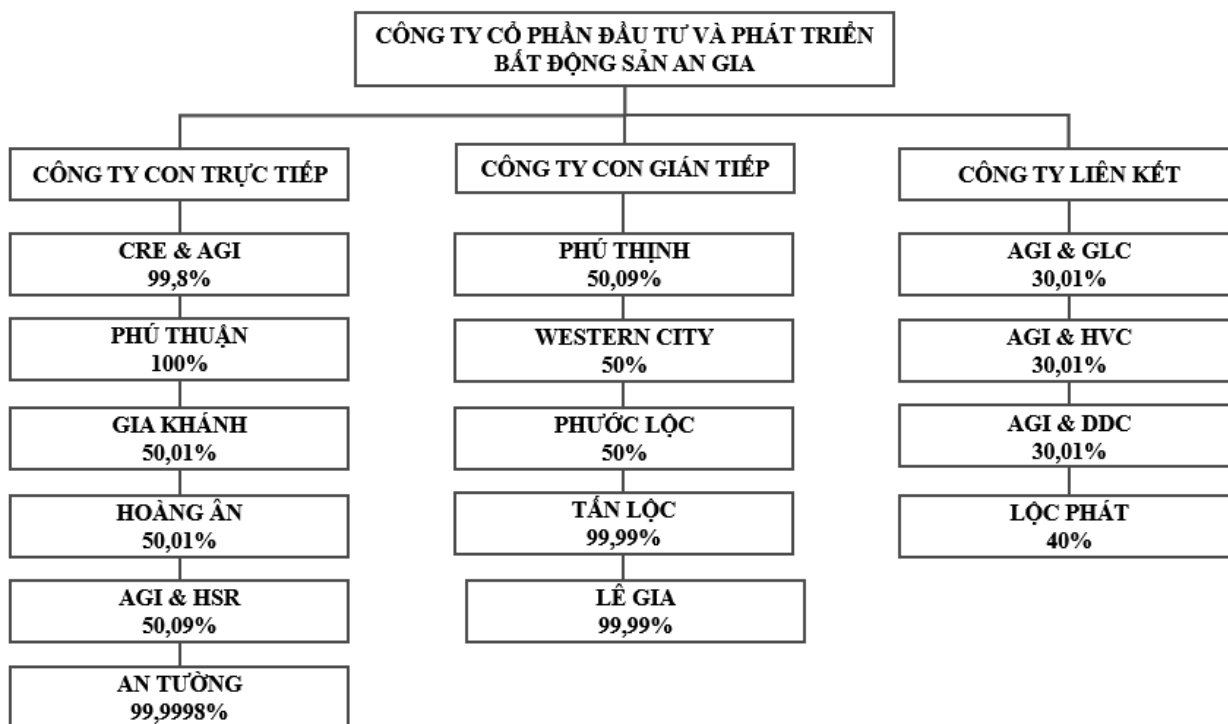 CÔNG TY CỔ PHẦN ĐẦU TƯ VÀ PHÁT TRIỂN
BẤT ĐỘNG SẢN AN GIA
CÔNG TY CON TRỰC TIẾP
CRE & AGI
99,8%
PHÚ THUẬN
100%
GIA KHÁNH
50,01%
HOÀNG ÂN
50,01%
AGI & HSR
50,09%
AN TƯỜNG
99,9998%
CÔNG TY CON GIÁN TIẾP
PHÚ THỊNH
50,09%
WESTERN CITY
50%
PHƯỚC LỘC
50%
TẤN LỘC
99,99%
LÊ GIA
99,99%
CÔNG TY LIÊN KẾT
AGI & GLC
30,01%
AGI & HVC
30,01%
AGI & DDC
30,01%
LỘC PHÁT
40%